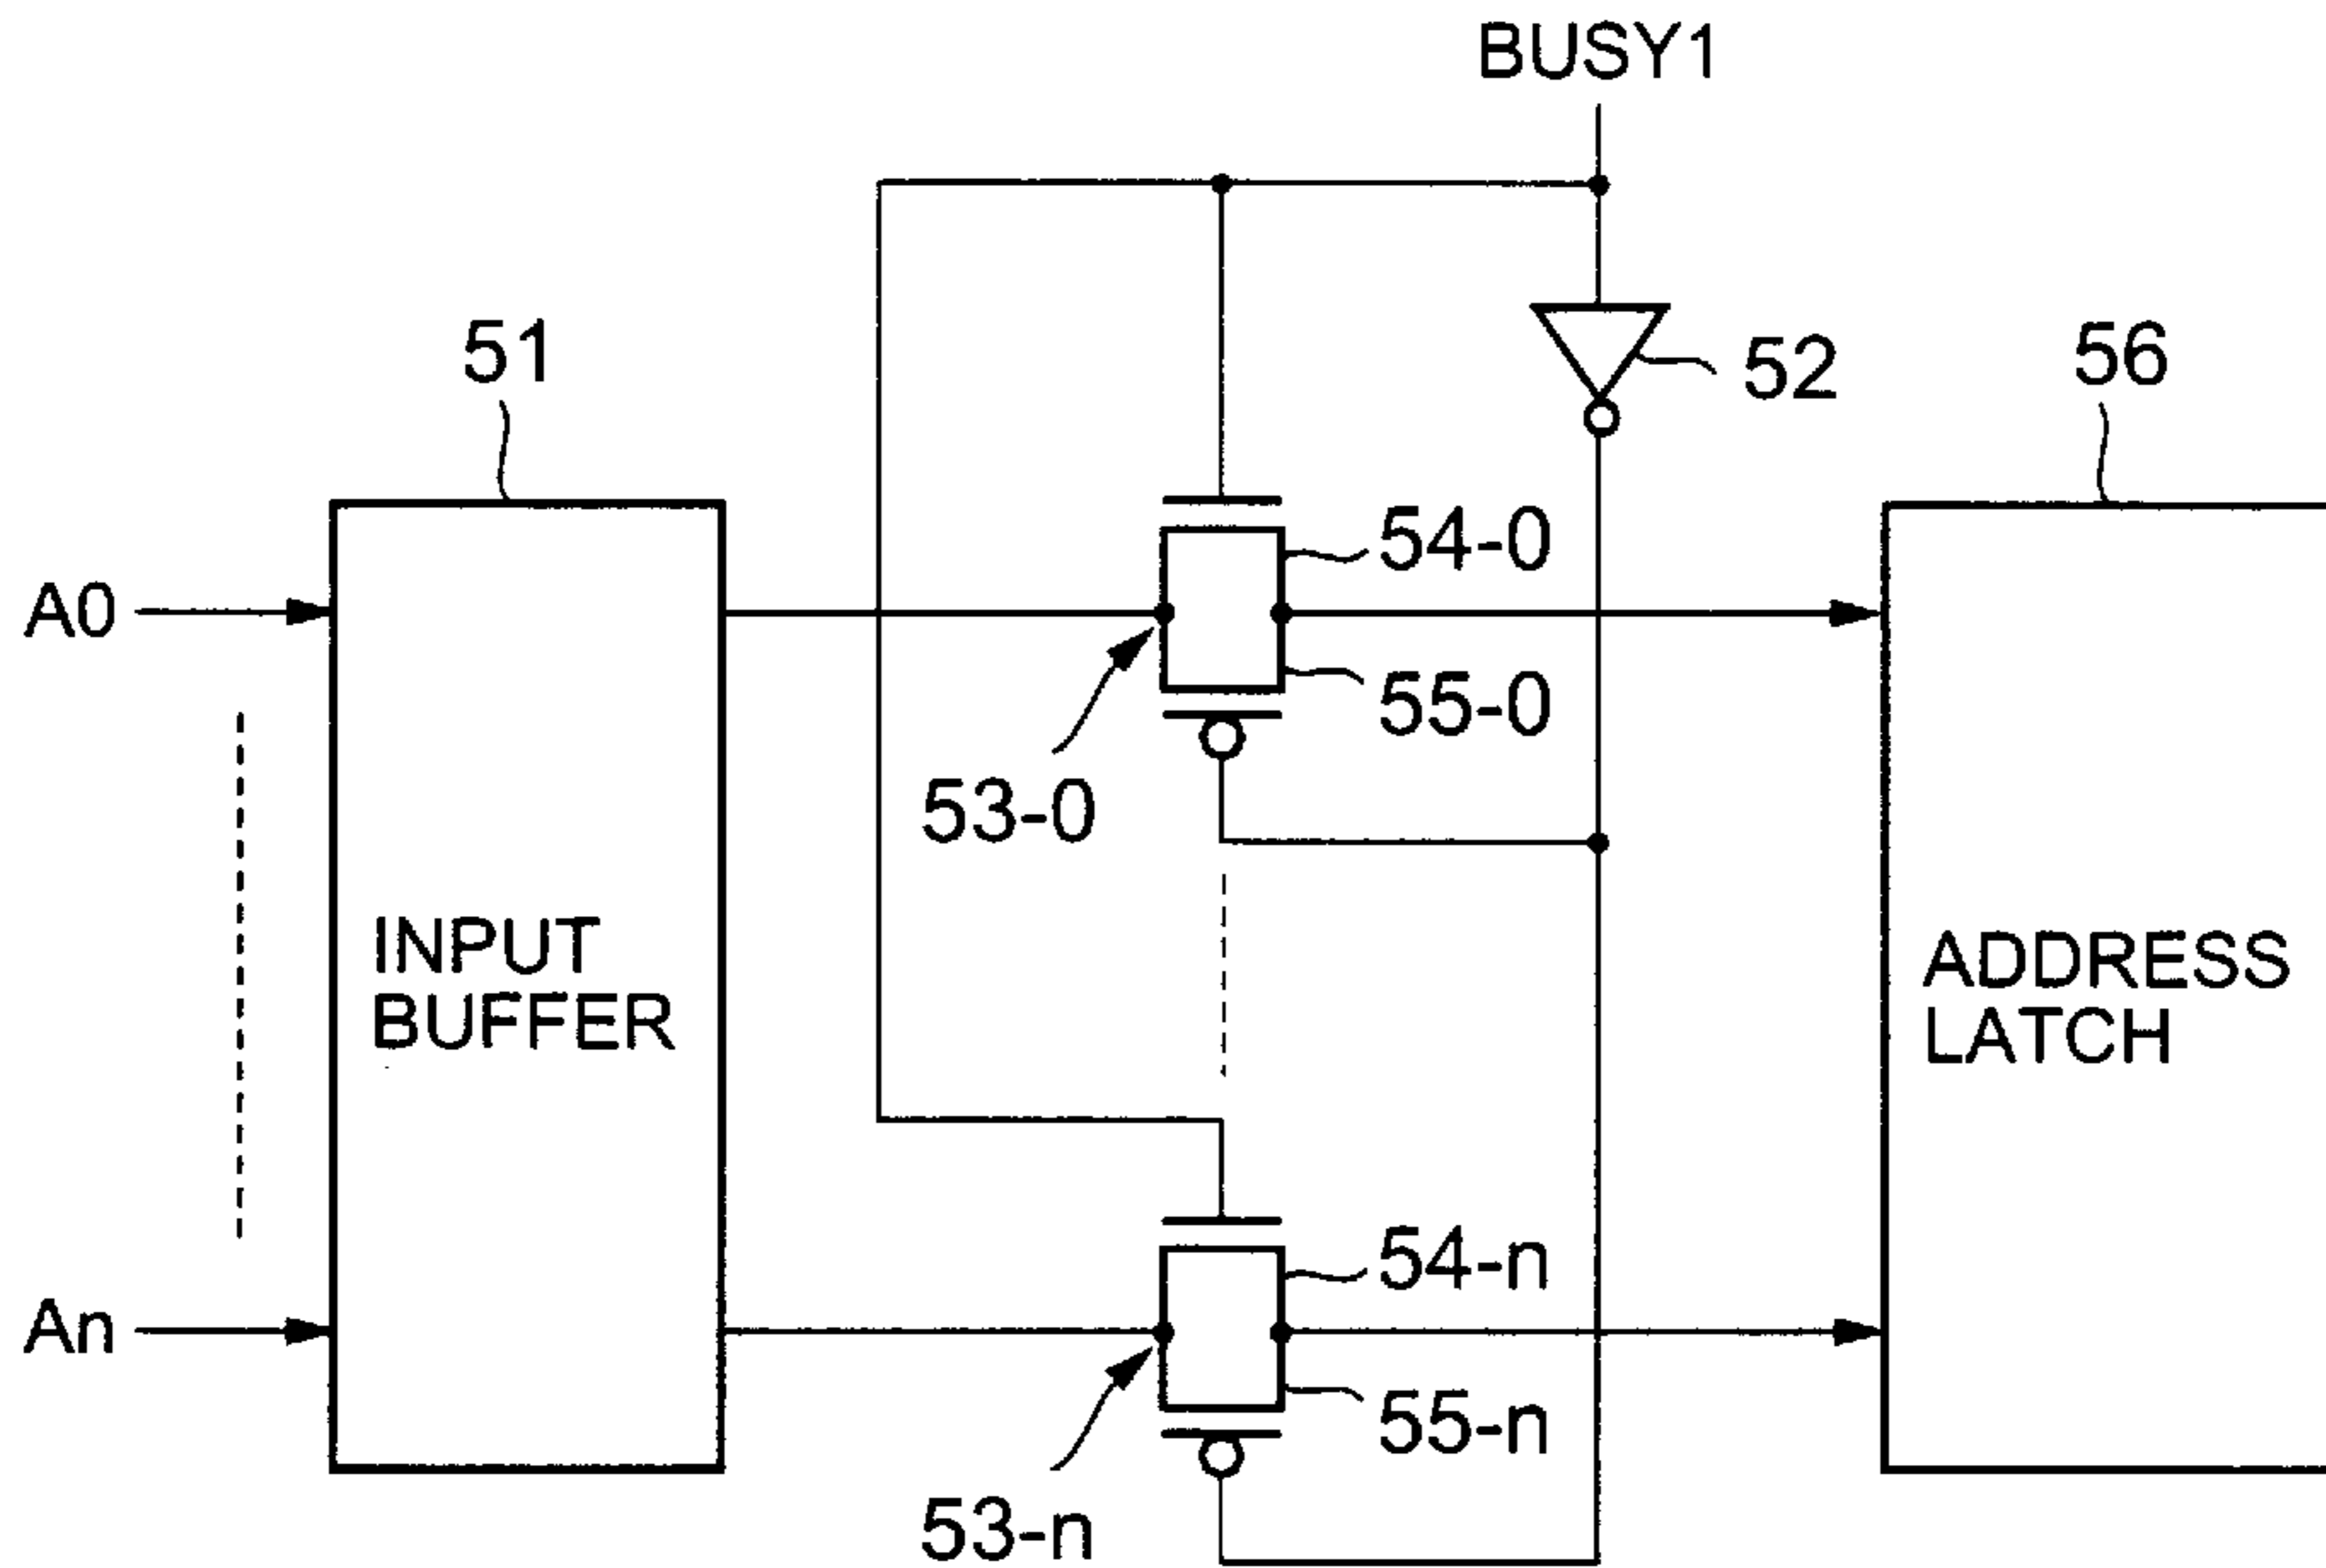 BUSY1
51
52
56
A0
54-0
55-0
53-0
INPUT
BUFFER
ADDRESS
LATCH
An
54-n
55-n
53-n